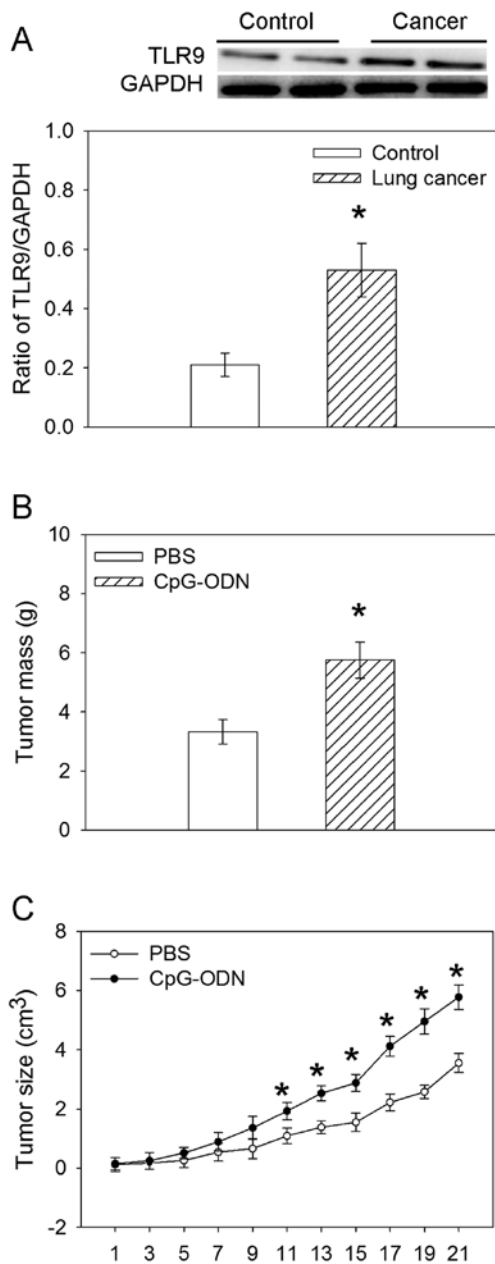 A
Control Cancer
TLR9
GAPDH
Ratio of TLR9/GAPDH
1.0
0.8
0.6
0.4
0.2
0.0
Control
Lung cancer
*
B
Tumor mass (g)
10
8
6
4
2
0
PBS
CpG-ODN
*
C
Tumor size (cm³)
8
6
4
2
0
-2
PBS
CpG-ODN
* * * * * *
1 3 5 7 9 11 13 15 17 19 21